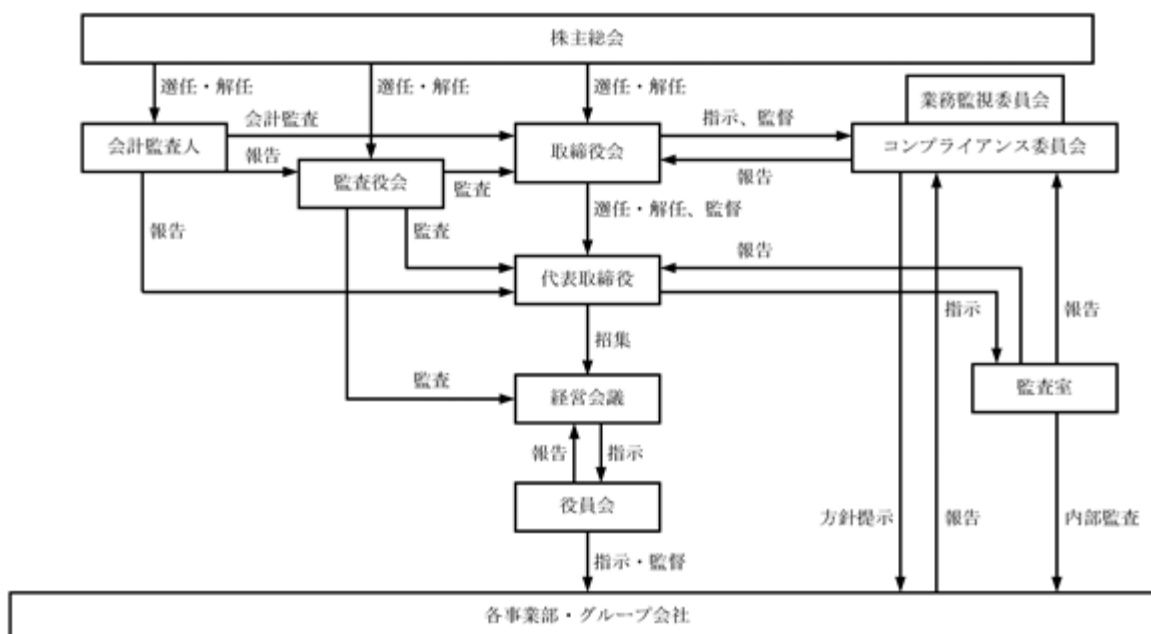 株主総会
選任・解任
選任・解任
選任・解任
業務監視委員会
会計監査
指示、監督
会計監査人
取締役会
コンプライアンス委員会
報告
監査役会
監査
報告
報告
監査
選任・解任、監督
報告
代表取締役
指示
報告
招集
監査
経営会議
監査室
報告
指示
役員会
方針提示
報告
内部監査
指示・監督
各事業部・グループ会社